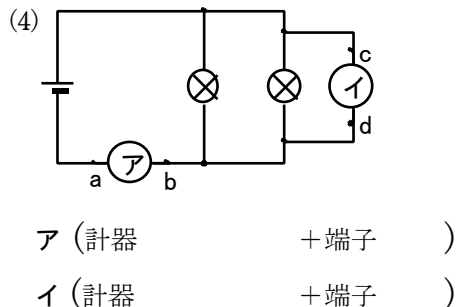 (4)
c
イ
d
ア
a b
ア (計器 +端子 )
イ (計器 +端子 )